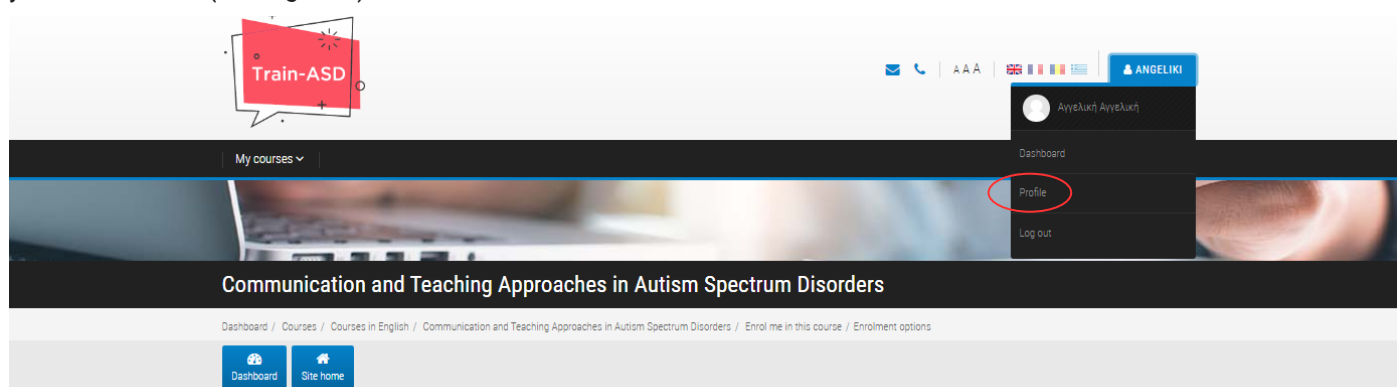 Train-ASD
A A A
ANGELIKI
Αγγελική Αγγελική
My courses
Dashboard
Profile
Log out
Communication and Teaching Approaches in Autism Spectrum Disorders
Dashboard / Courses / Courses in English / Communication and Teaching Approaches in Autism Spectrum Disorders / Enrol me in this course / Enrolment options
Dashboard
Site home